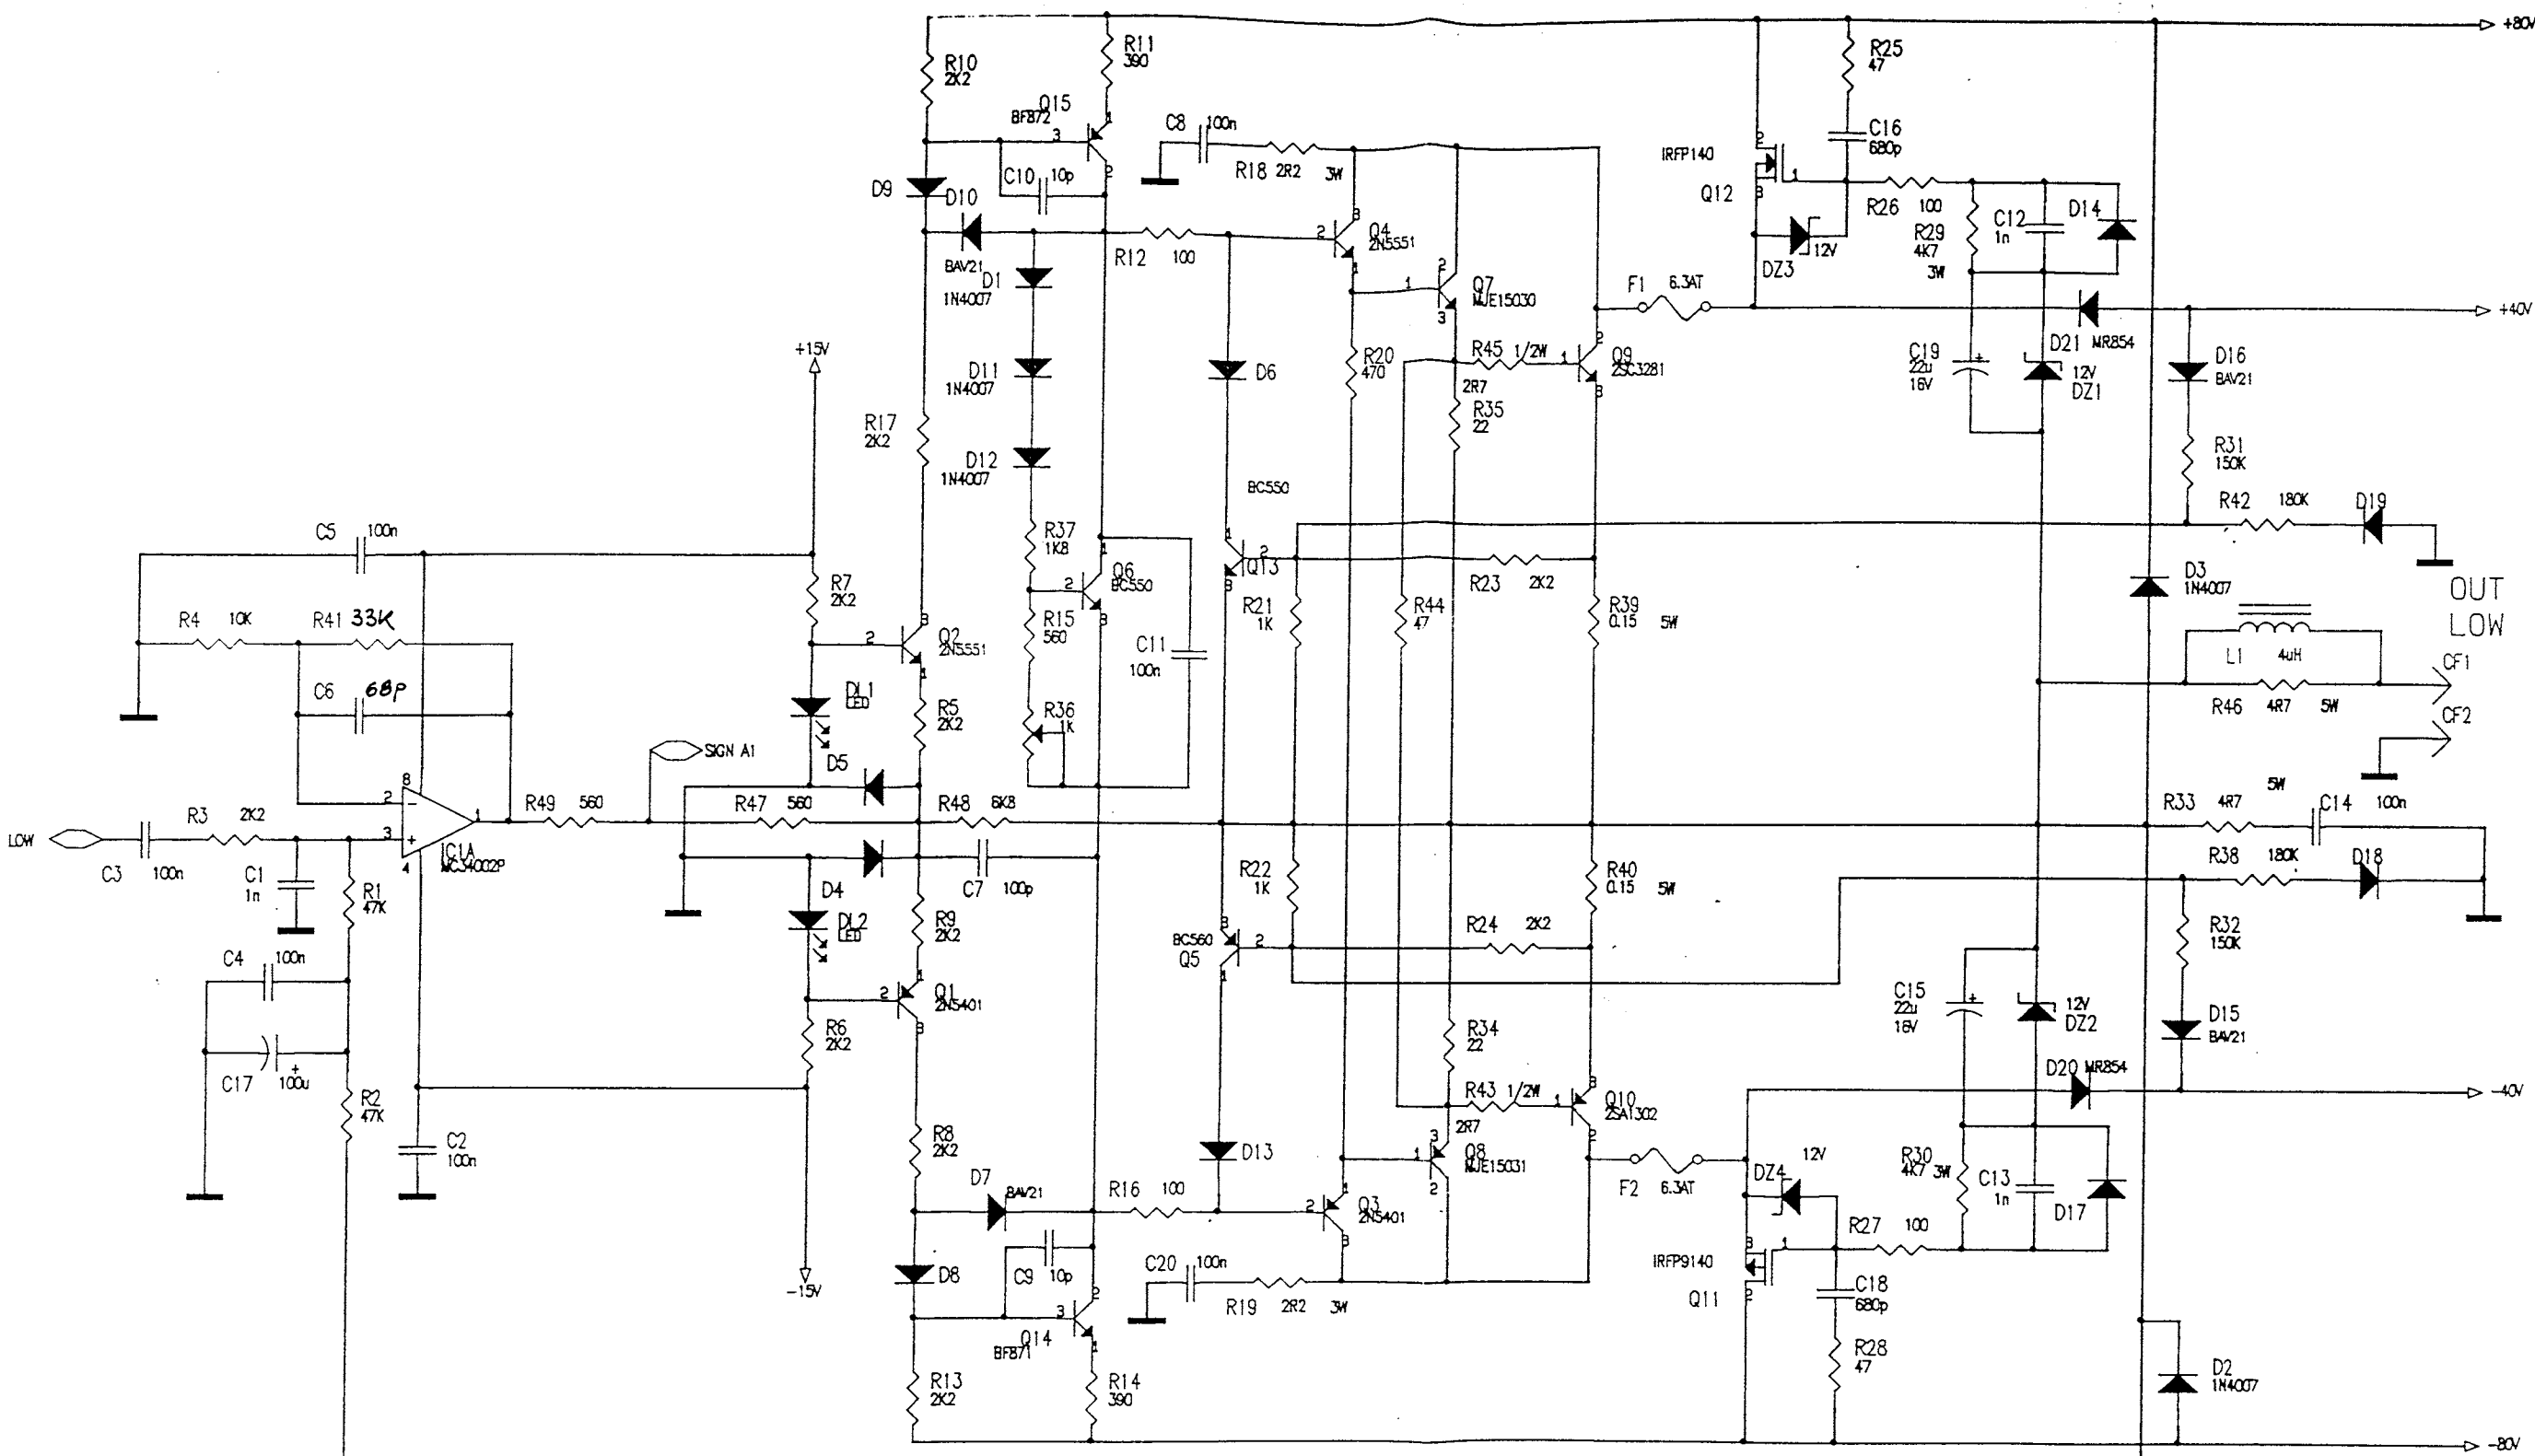 +80V
R11
390
R10
2K2
R25
47
Q15
BF872
C8
100n
C16
680p
IRFP140
3
1
2
C10
10p
R18
2R2
3W
Q12
D9
D10
BAV21
R12
100
Q4
2N5551
R26
100
R29
4K7
3W
C12
1n
D14
DZ3
12V
D1
1N4007
Q7
MJE15030
F1
6.3AT
+40V
+15V
D11
1N4007
D6
R20
470
R45
1/2W
2R7
Q9
2SC3281
C19
22u
16V
D21
MR854
12V
DZ1
D16
BAV21
R17
2K2
D12
1N4007
R35
22
R31
150K
BC550
R42
180K
D19
C5
100n
R37
1K8
R7
2K2
Q6
BC550
Q13
R23
2K2
D3
1N4007
OUT
LOW
R4
10K
R41
33K
Q2
2N5551
R15
560
R21
1K
R44
47
R39
0.15
5W
C11
100n
C6
68P
DL1
LED
R5
2K2
R36
1K
L1
4uH
CF1
R46
4R7
5W
CF2
SIGN A1
D5
8
2
3
4
1
IC1A
MC34002P
R49
560
R47
560
R48
6K8
R33
4R7
5W
C14
100n
LOW
R3
2K2
C3
100n
C1
1n
R1
47K
D4
C7
100p
R22
1K
R40
0.15
5W
R38
180K
D18
DL2
LED
R9
2K2
BC560
Q5
R24
2K2
R32
150K
C4
100n
Q1
2N5401
C15
22u
16V
12V
DZ2
D15
BAV21
C17
100u
R6
2K2
R34
22
R2
47K
D20
MR854
R43
1/2W
2R7
Q10
2SA1302
-40V
C2
100n
R8
2K2
D13
Q8
MJE15031
F2
6.3AT
DZ4
12V
R30
4K7
3W
C13
1n
D17
D7
BAV21
R16
100
Q3
2N5401
R27
100
D8
C9
10p
C20
100n
R19
2R2
3W
IRFP9140
Q11
C18
680p
-15V
Q14
BF871
R28
47
R13
2K2
R14
390
D2
1N4007
-80V